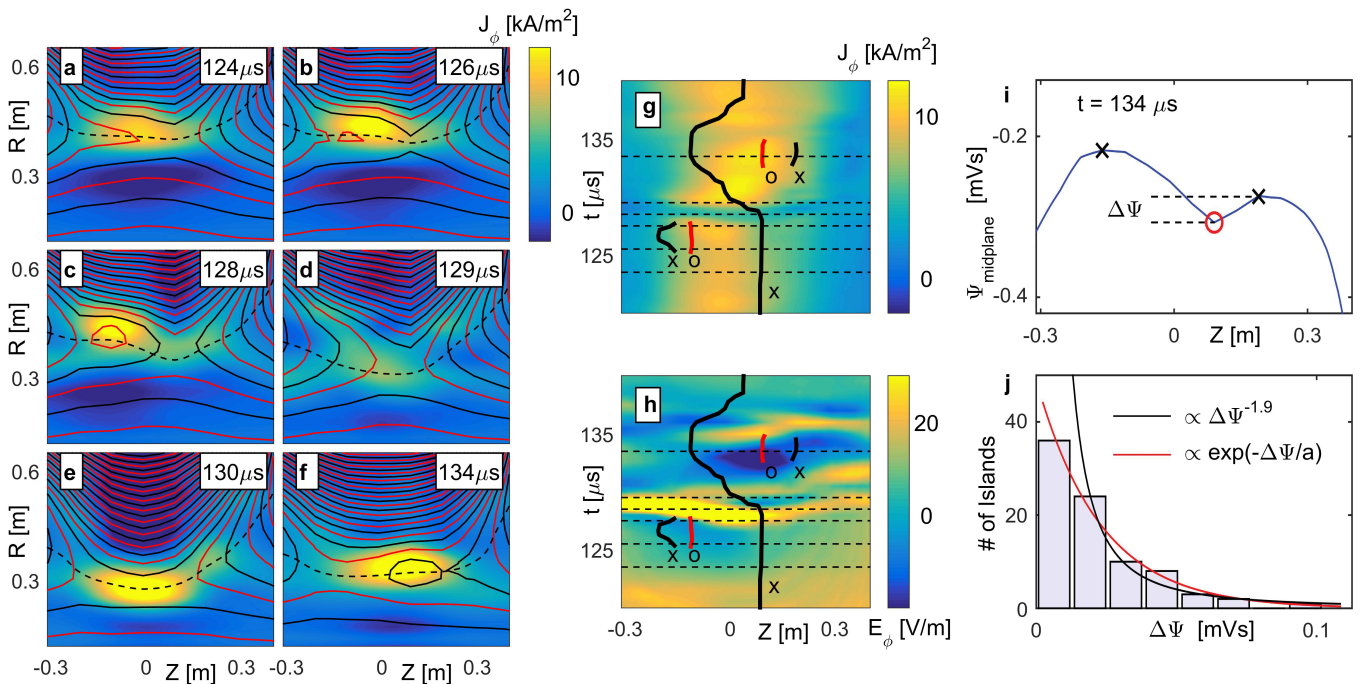 J_ϕ [kA/m²]
a
124μs
b
126μs
0.6
0.3
R [m]
10
0
c
128μs
d
129μs
0.6
0.3
R [m]
e
130μs
f
134μs
0.6
0.3
R [m]
-0.3
0
Z [m]
0.3
-0.3
0
Z [m]
0.3
J_ϕ [kA/m²]
g
135
125
t [μs]
o
x
x
o
x
10
0
h
135
125
t [μs]
o
x
x
o
x
20
0
-0.3
0
Z [m]
0.3
E_ϕ [V/m]
i
t = 134 μs
-0.2
-0.4
Ψ_midplane [mVs]
ΔΨ
-0.3
0
Z [m]
0.3
j
∝ ΔΨ^-1.9
∝ exp(-ΔΨ/a)
40
20
0
# of Islands
0
ΔΨ [mVs]
0.1